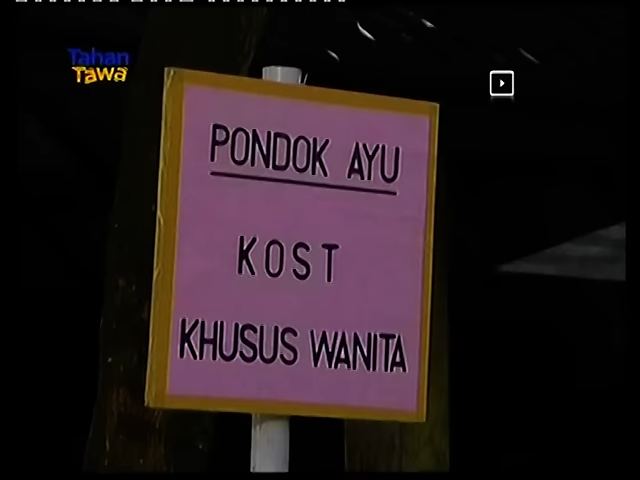 Tahan
Tawa
PONDOK AYU
KOST
KHUSUS WANITA